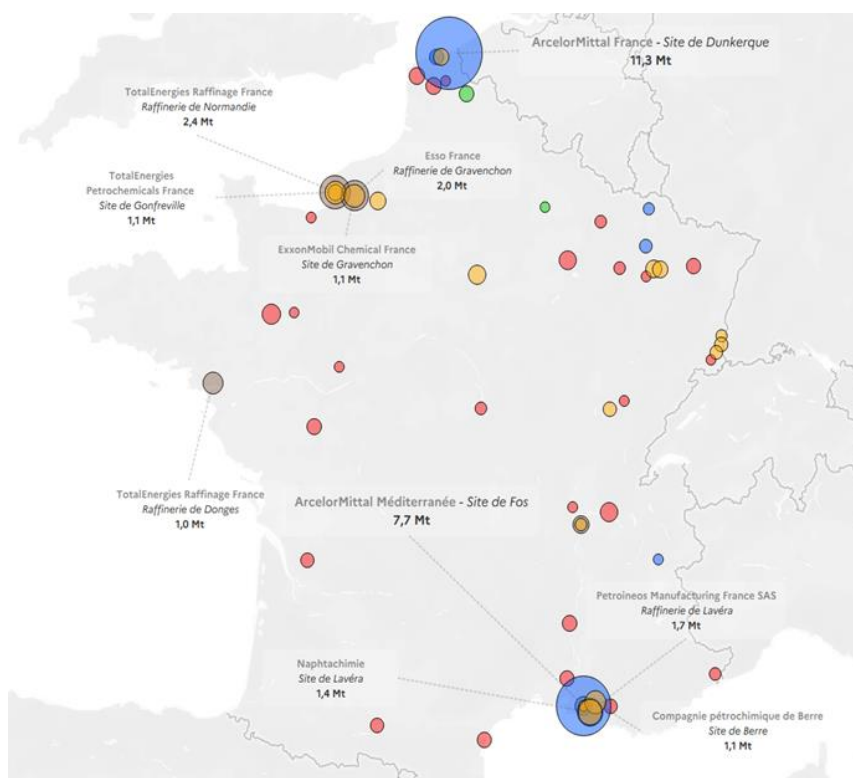 ArcelorMittal France - Site de Dunkerque
11,3 Mt
TotalEnergies Raffinage France
Raffinerie de Normandie
2,4 Mt
Esso France
Raffinerie de Gravenchon
2,0 Mt
TotalEnergies
Petrochemicals France
Site de Gonfreville
1,1 Mt
ExxonMobil Chemical France
Site de Gravenchon
1,1 Mt
TotalEnergies Raffinage France
Raffinerie de Donges
1,0 Mt
ArcelorMittal Méditerranée - Site de Fos
7,7 Mt
Petroineos Manufacturing France SAS
Raffinerie de Lavéra
1,7 Mt
Naphtachimie
Site de Lavéra
1,4 Mt
Compagnie pétrochimique de Berre
Site de Berre
1,1 Mt